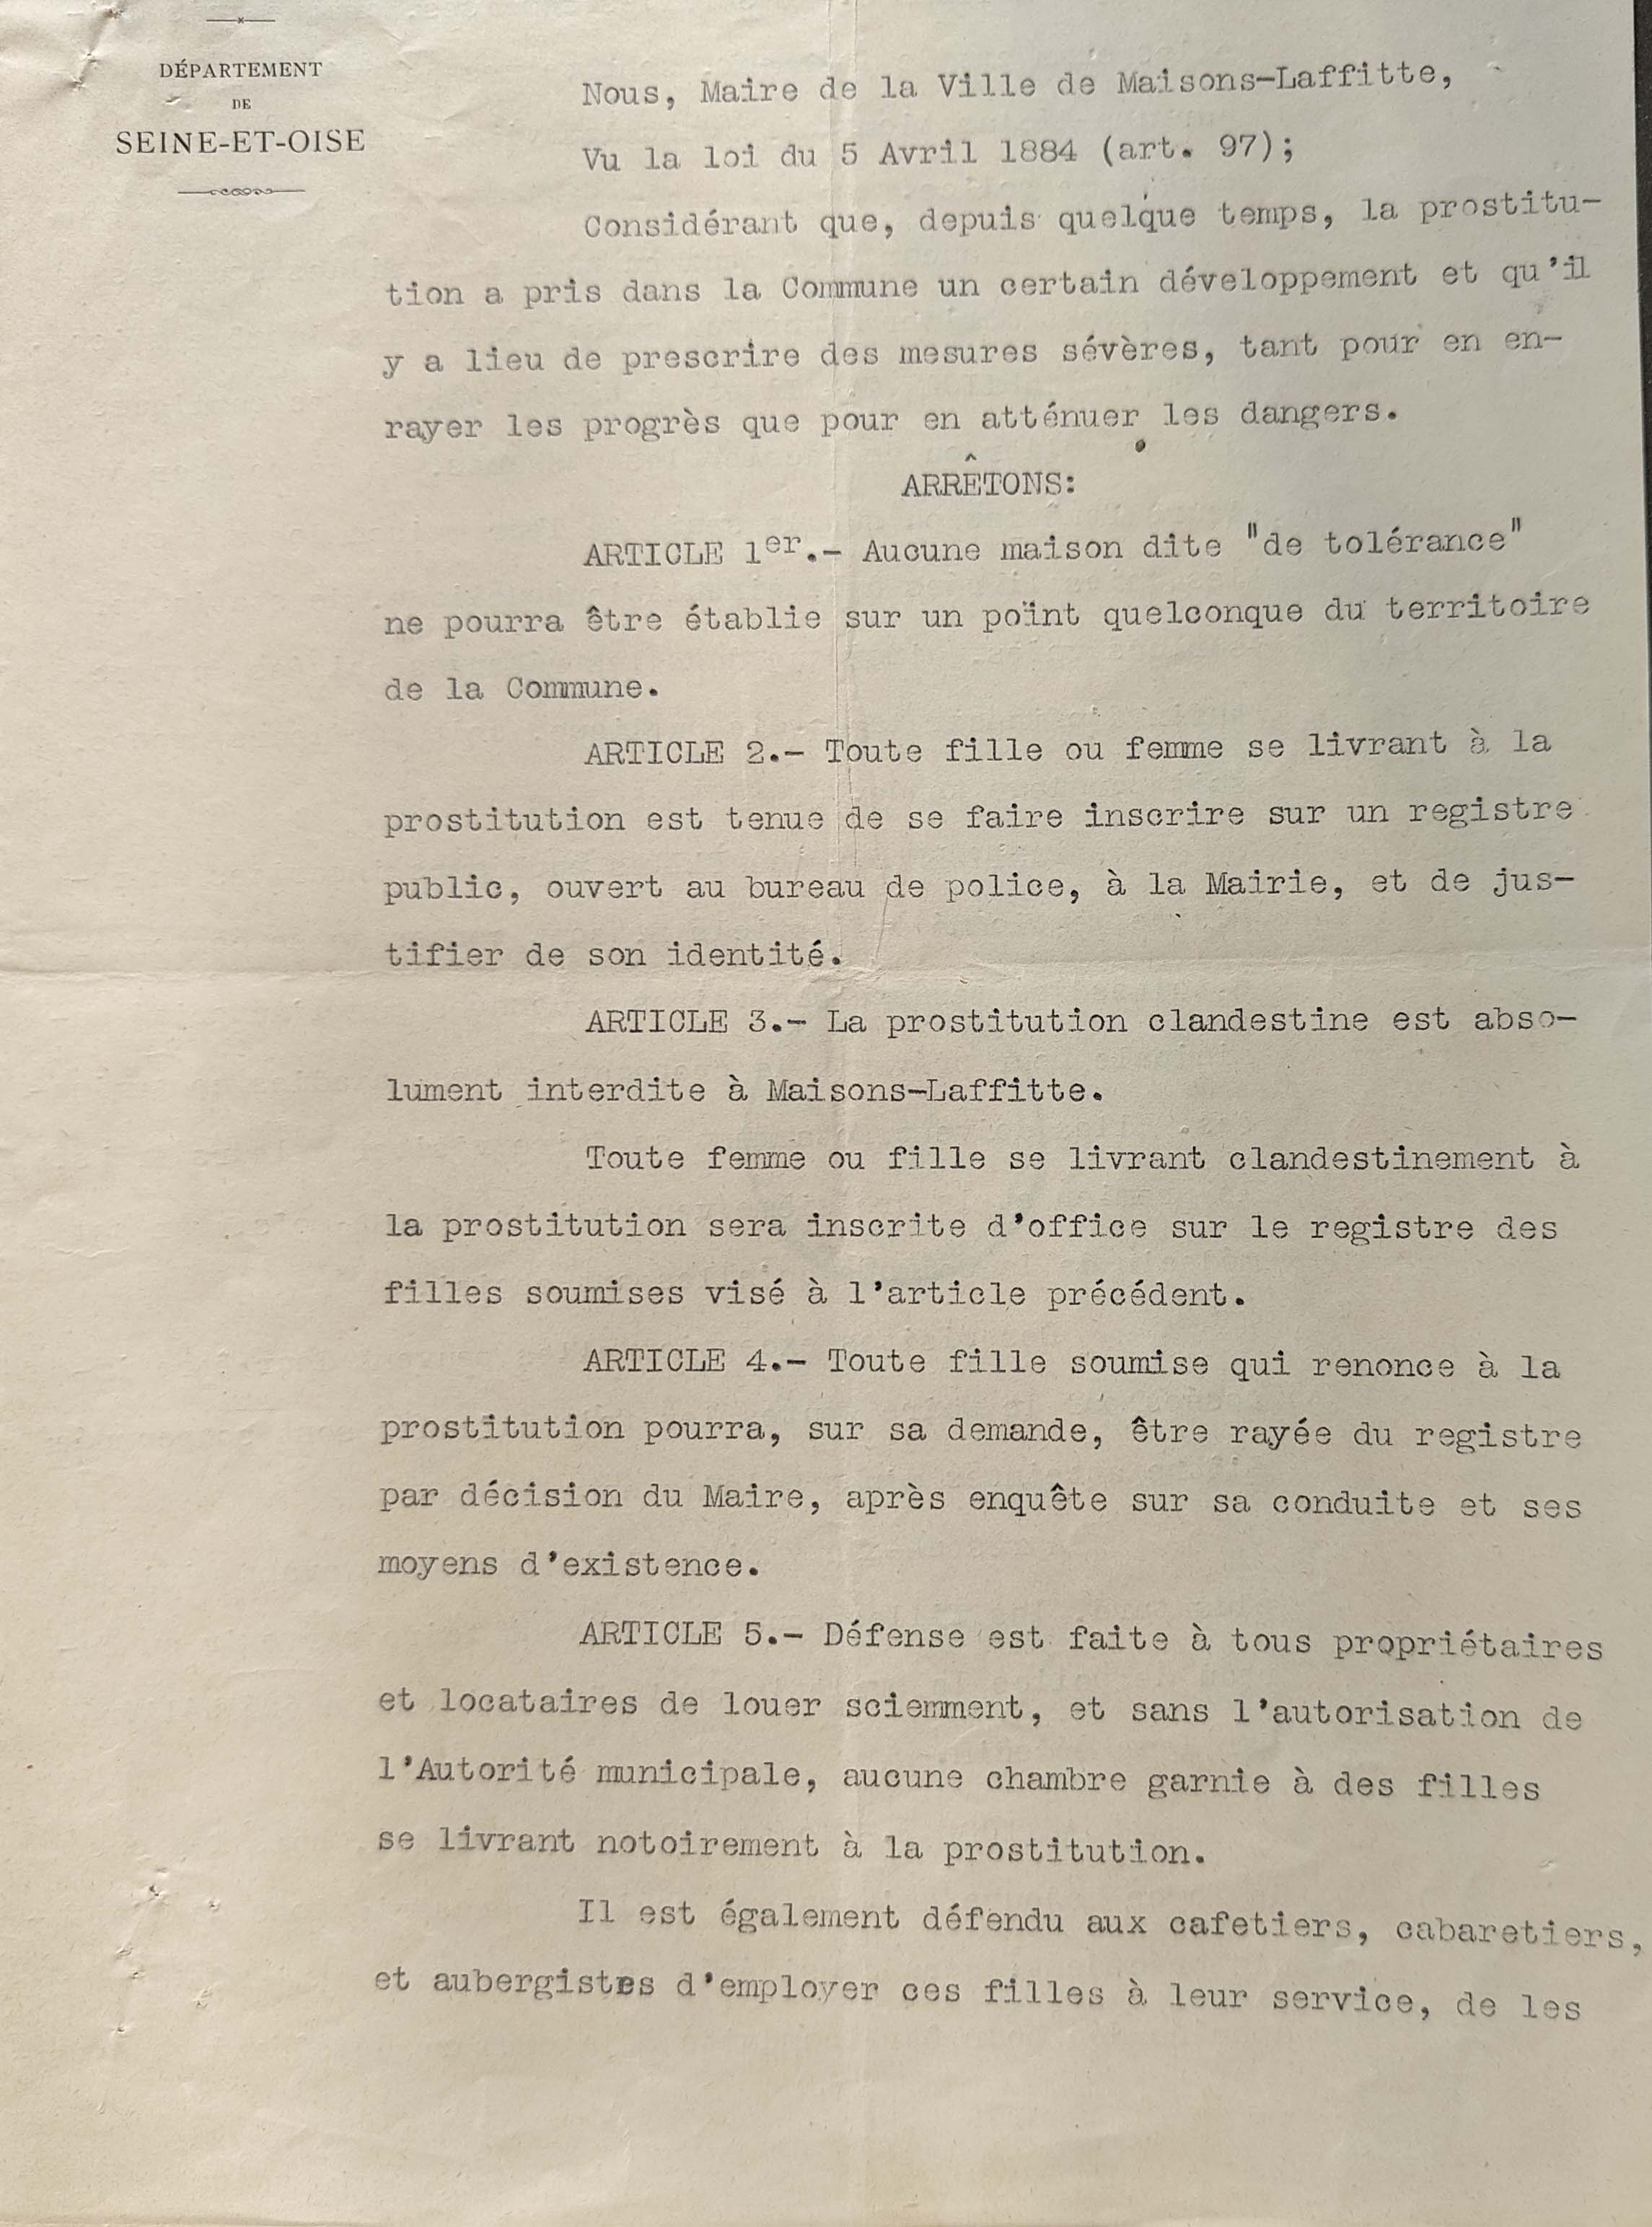 DÉPARTEMENT
DE
SEINE-ET-OISE
Nous, Maire de la Ville de Maisons-Laffitte,
Vu la loi du 5 Avril 1884 (art. 97);
Considérant que, depuis quelque temps, la prostitu-
tion a pris dans la Commune un certain développement et qu'il
y a lieu de prescrire des mesures sévères, tant pour en en-
rayer les progrès que pour en atténuer les dangers.
ARRÊTONS:
ARTICLE 1er.- Aucune maison dite "de tolérance"
ne pourra être établie sur un point quelconque du territoire
de la Commune.
ARTICLE 2.- Toute fille ou femme se livrant à la
prostitution est tenue de se faire inscrire sur un registre
public, ouvert au bureau de police, à la Mairie, et de jus-
tifier de son identité.
ARTICLE 3.- La prostitution clandestine est abso-
lument interdite à Maisons-Laffitte.
Toute femme ou fille se livrant clandestinement à
la prostitution sera inscrite d'office sur le registre des
filles soumises visé à l'article précédent.
ARTICLE 4.- Toute fille soumise qui renonce à la
prostitution pourra, sur sa demande, être rayée du registre
par décision du Maire, après enquête sur sa conduite et ses
moyens d'existence.
ARTICLE 5.- Défense est faite à tous propriétaires
et locataires de louer sciemment, et sans l'autorisation de
l'Autorité municipale, aucune chambre garnie à des filles
se livrant notoirement à la prostitution.
Il est également défendu aux cafetiers, cabaretiers,
et aubergistes d'employer ces filles à leur service, de les